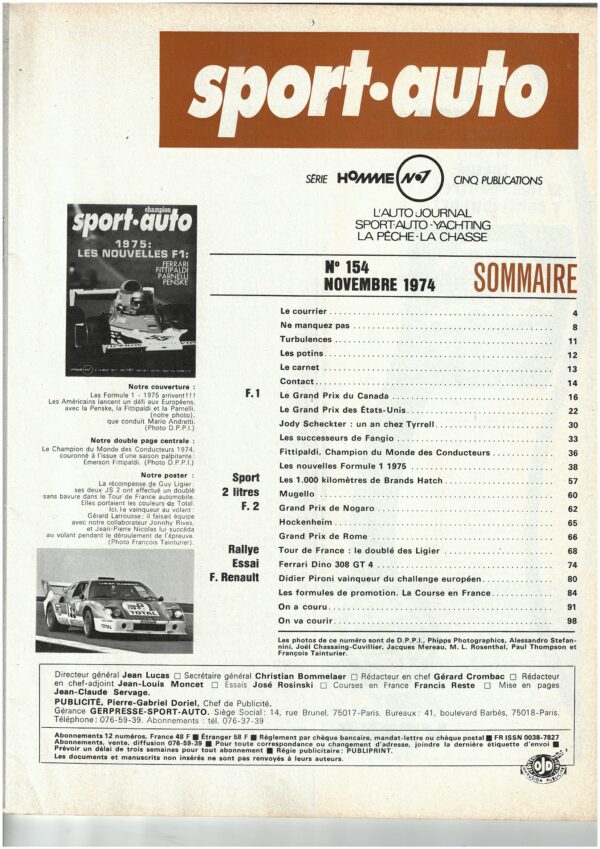 sport·auto
SÉRIE HOMME N°1 CINQ PUBLICATIONS
L'AUTO-JOURNAL
SPORT-AUTO - YACHTING
LA PÊCHE - LA CHASSE
champion
sport·auto
1975:
LES NOUVELLES F1:
FERRARI
FITTIPALDI
PARNELLI
PENSKE
N° 154
NOVEMBRE 1974
SOMMAIRE
Le courrier 4
Ne manquez pas 8
Turbulences 11
Les potins 12
Le carnet 13
Contact 14
F.1 Le Grand Prix du Canada 16
Le Grand Prix des États-Unis 22
Jody Scheckter : un an chez Tyrrell 30
Les successeurs de Fangio 33
Fittipaldi, Champion du Monde des Conducteurs 36
Les nouvelles Formule 1 1975 38
Sport Les 1.000 kilomètres de Brands Hatch 57
2 litres Mugello 60
F. 2 Grand Prix de Nogaro 62
Hockenheim 65
Grand Prix de Rome 66
Rallye Tour de France : le doublé des Ligier 68
Essai Ferrari Dino 308 GT 4 74
F. Renault Didier Pironi vainqueur du challenge européen 80
Les formules de promotion. La Course en France 84
On a couru 91
On va courir 98
Notre couverture :
Las Formule 1 - 1975 arrivent!!!
Les Américains lancent un défi aux Européens,
avec la Penske, la Fittipaldi et la Parnelli,
(notre photo),
que conduit Mario Andretti.
(Photo D.P.P.I.)
Notre double page centrale :
Le Champion du Monde des Conducteurs 1974,
couronné à l'issue d'une saison palpitante :
Emerson Fittipaldi. (Photo D.P.P.I.)
Notre poster :
La récompense de Guy Ligier :
ses deux JS 2 ont effectué un doublé
sans bavure dans le Tour de France automobile.
Elles portaient les couleurs de Total.
Ici, le vainqueur au volant :
Gérard Larrousse; il faisait équipe
avec notre collaborateur Jonnhy Rives,
et Jean-Pierre Nicolas lui succéda
au volant pendant le déroulement de l'épreuve.
(Photo François Tainturier).
TOTAL
Les photos de ce numéro sont de D.P.P.I., Phipps Photographics, Alessandro Stefan-
nini, Joël Chassaing-Cuvillier, Jacques Mereau, M. L. Rosenthal, Paul Thompson et
François Tainturier.
Directeur général Jean Lucas □ Secrétaire général Christian Bommelaer □ Rédacteur en chef Gérard Crombac □ Rédacteur
en chef-adjoint Jean-Louis Moncet □ Essais José Rosinski □ Courses en France Francis Reste □ Mise en pages
Jean-Claude Servage.
PUBLICITÉ, Pierre-Gabriel Doriel, Chef de Publicité.
Gérance GERPRESSE-SPORT-AUTO. Siège Social : 14, rue Brunel, 75017-Paris. Bureaux : 41, boulevard Barbès, 75018-Paris.
Téléphone : 076-59-39. Abonnements : tél. 076-37-39
Abonnements 12 numéros, France 48 F ■ Étranger 58 F ■ Règlement par chèque bancaire, mandat-lettre ou chèque postal ■ FR ISSN 0038-7827
Abonnements, vente, diffusion 076-59-39 ■ Pour toute correspondance ou changement d'adresse, joindre la dernière étiquette d'envoi ■
Prévoir un délai de trois semaines pour tout abonnement ■ Régie publicitaire : PUBLIPRINT.
Les documents et manuscrits non insérés ne sont pas renvoyés à leurs auteurs.
OJD